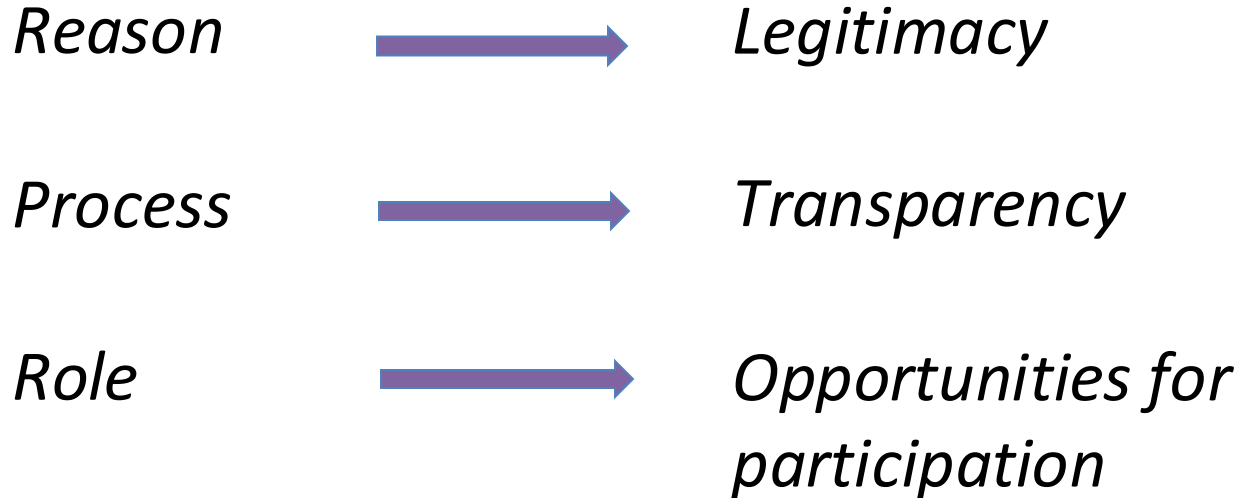 Reason Legitimacy
Process Transparency
Role Opportunities for
participation